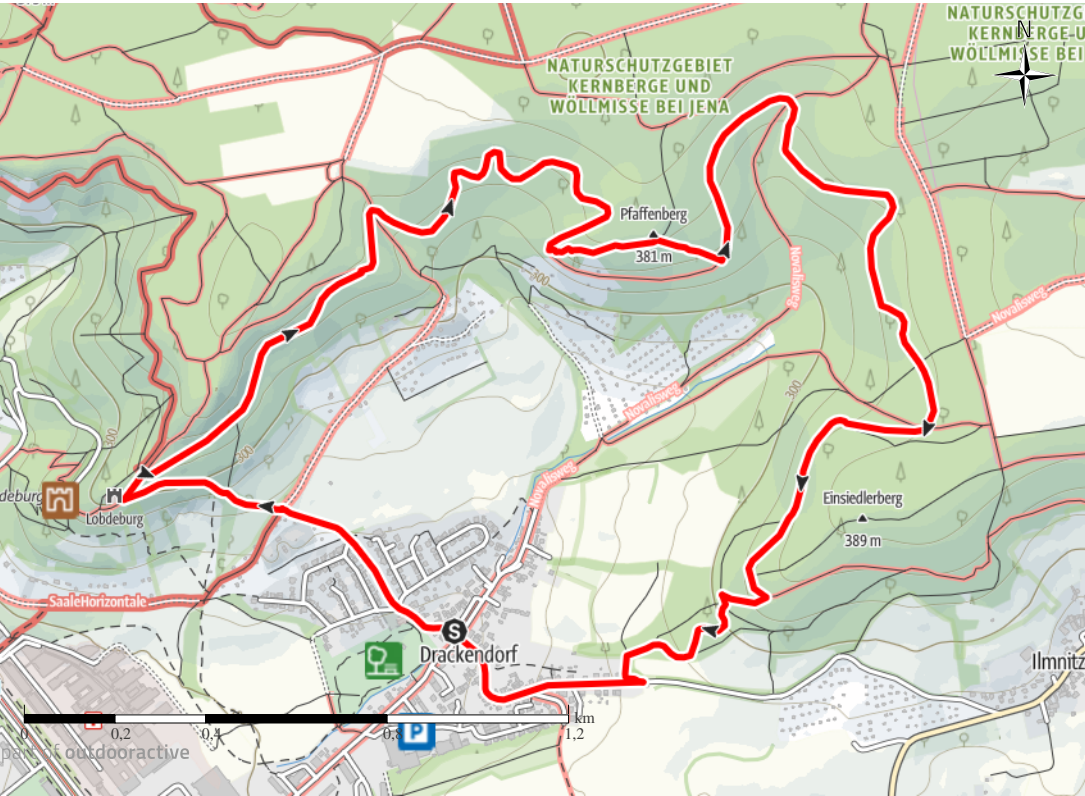 NATURSCHUTZGEBIET
KERNBERGE UND
WÖLLMISSE BEI JENA
NATURSCHUTZG
KERNBERGE U
WÖLLMISSE BEI
N
Pfaffenberg
381 m
300
Novalisweg
Novalisweg
300
Novalisweg
300
300
Novalisweg
Einsiedlerberg
389 m
deburg
Lobdeburg
SaaleHorizontale
S
Drackendorf
Ilmnitz
P
km
0
0,2
0,4
0,8
1,2
part of outdooractive